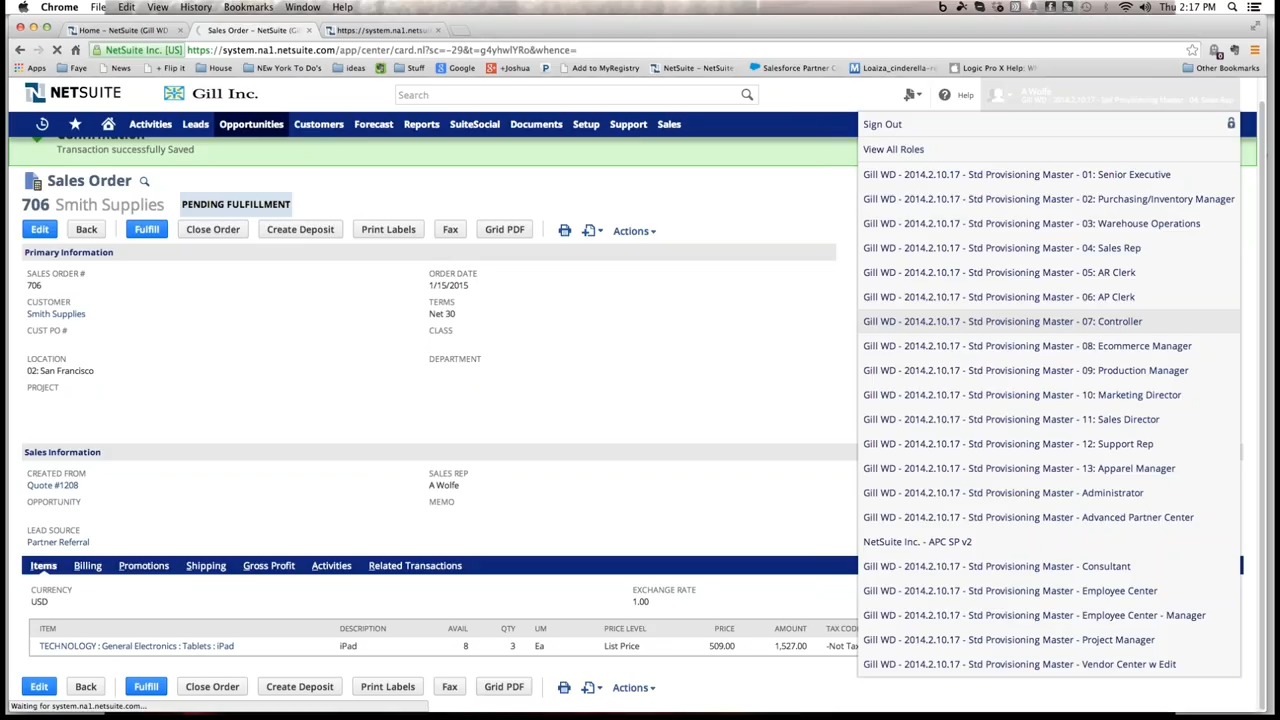 Chrome File Edit View History Bookmarks Window Help Thu 2:17 PM
Home – NetSuite (Gill WD Sales Order – NetSuite (Gill https://system.na1.netsuite.
NetSuite Inc. [US] https://system.na1.netsuite.com/app/center/card.nl?sc=-29&t=g4yhwlYRo&whence=
Apps Faye News + Flip it House NEw York To Do's ideas Stuff Google +Joshua Add to MyRegistry NetSuite – NetSuite Salesforce Partner Loaiza_cinderella-r Logic Pro X Help: Other Bookmarks
NETSUITE Gill Inc. Search Help A Wolfe
Gill WD - 2014.2.10.17 - Std Provisioning Master - 04: Sales Rep
Activities Leads Opportunities Customers Forecast Reports SuiteSocial Documents Setup Support Sales
Confirmation
Transaction successfully Saved
Sales Order
706 Smith Supplies PENDING FULFILLMENT
Edit Back Fulfill Close Order Create Deposit Print Labels Fax Grid PDF Actions
Primary Information
SALES ORDER #
706
CUSTOMER
Smith Supplies
CUST PO #
LOCATION
02: San Francisco
PROJECT
ORDER DATE
1/15/2015
TERMS
Net 30
CLASS
DEPARTMENT
Sales Information
CREATED FROM
Quote #1208
OPPORTUNITY
LEAD SOURCE
Partner Referral
SALES REP
A Wolfe
MEMO
Items Billing Promotions Shipping Gross Profit Activities Related Transactions
CURRENCY
USD
EXCHANGE RATE
1.00
ITEM DESCRIPTION AVAIL QTY UM PRICE LEVEL PRICE AMOUNT TAX CODE
TECHNOLOGY : General Electronics : Tablets : iPad iPad 8 3 Ea List Price 509.00 1,527.00 -Not Tax
Edit Back Fulfill Close Order Create Deposit Print Labels Fax Grid PDF Actions
Waiting for system.na1.netsuite.com...
Sign Out
View All Roles
Gill WD - 2014.2.10.17 - Std Provisioning Master - 01: Senior Executive
Gill WD - 2014.2.10.17 - Std Provisioning Master - 02: Purchasing/Inventory Manager
Gill WD - 2014.2.10.17 - Std Provisioning Master - 03: Warehouse Operations
Gill WD - 2014.2.10.17 - Std Provisioning Master - 04: Sales Rep
Gill WD - 2014.2.10.17 - Std Provisioning Master - 05: AR Clerk
Gill WD - 2014.2.10.17 - Std Provisioning Master - 06: AP Clerk
Gill WD - 2014.2.10.17 - Std Provisioning Master - 07: Controller
Gill WD - 2014.2.10.17 - Std Provisioning Master - 08: Ecommerce Manager
Gill WD - 2014.2.10.17 - Std Provisioning Master - 09: Production Manager
Gill WD - 2014.2.10.17 - Std Provisioning Master - 10: Marketing Director
Gill WD - 2014.2.10.17 - Std Provisioning Master - 11: Sales Director
Gill WD - 2014.2.10.17 - Std Provisioning Master - 12: Support Rep
Gill WD - 2014.2.10.17 - Std Provisioning Master - 13: Apparel Manager
Gill WD - 2014.2.10.17 - Std Provisioning Master - Administrator
Gill WD - 2014.2.10.17 - Std Provisioning Master - Advanced Partner Center
NetSuite Inc. - APC SP v2
Gill WD - 2014.2.10.17 - Std Provisioning Master - Consultant
Gill WD - 2014.2.10.17 - Std Provisioning Master - Employee Center
Gill WD - 2014.2.10.17 - Std Provisioning Master - Employee Center - Manager
Gill WD - 2014.2.10.17 - Std Provisioning Master - Project Manager
Gill WD - 2014.2.10.17 - Std Provisioning Master - Vendor Center w Edit